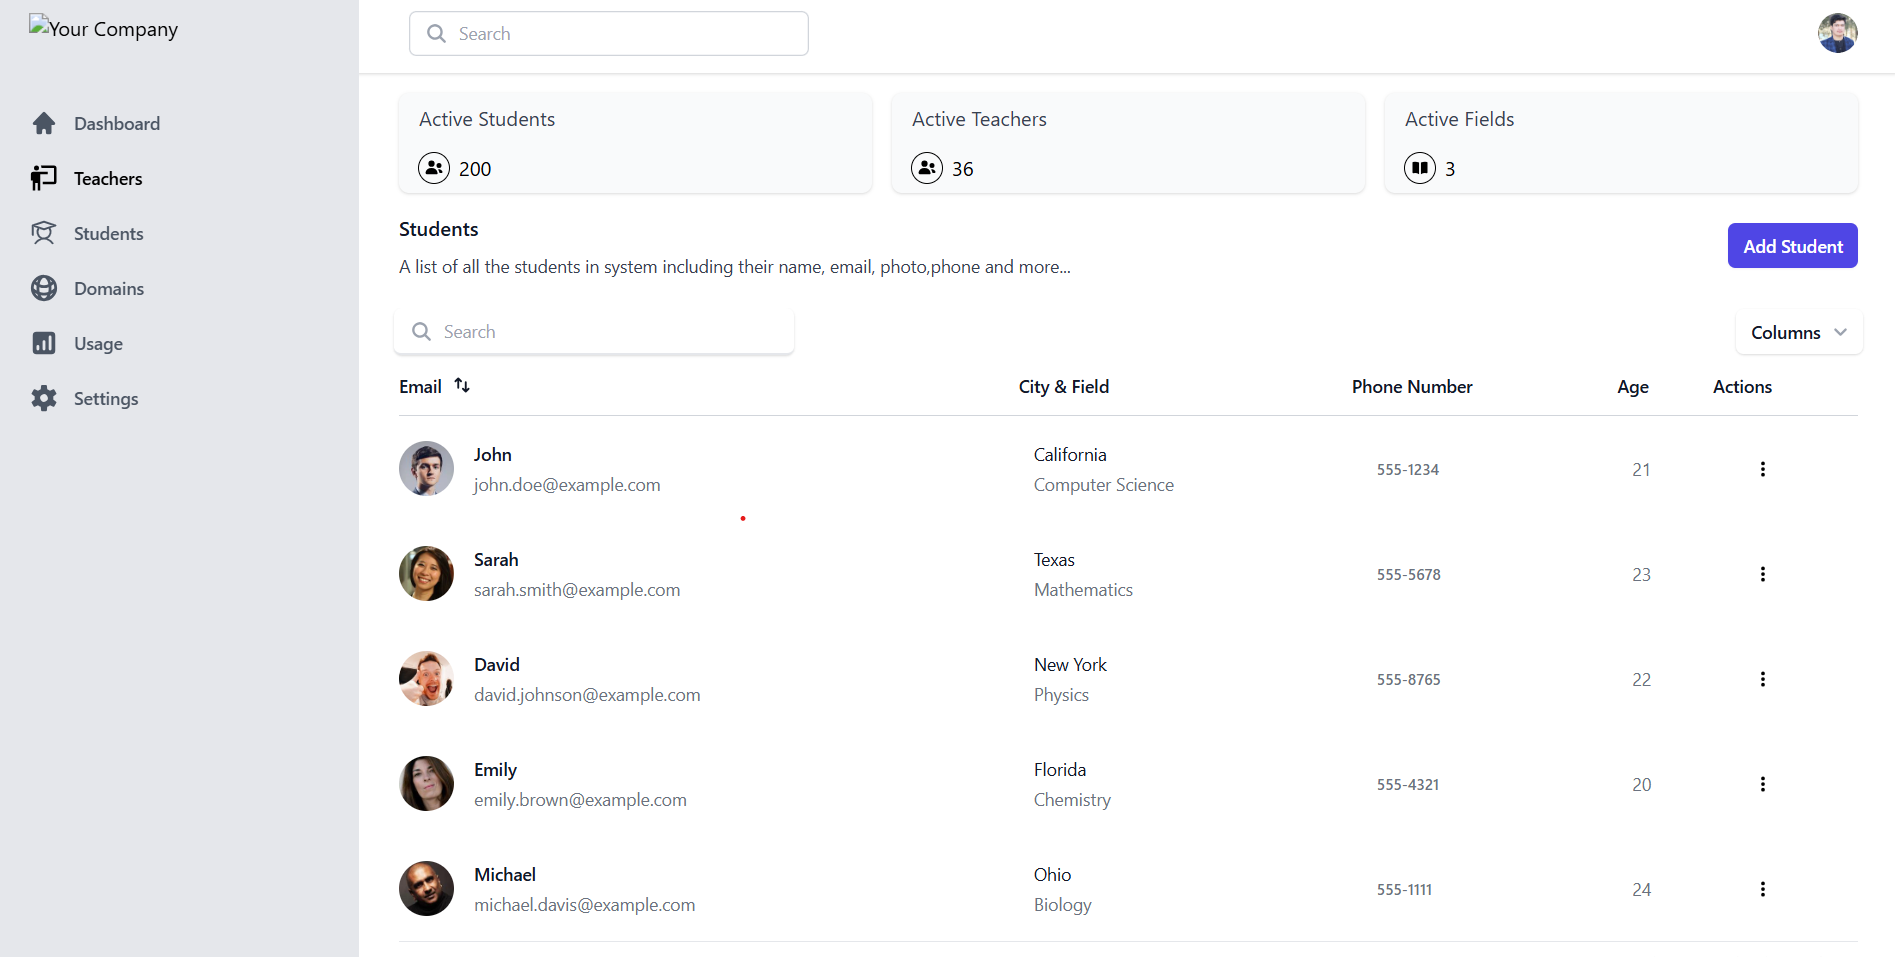 Your Company
Dashboard
Teachers
Students
Domains
Usage
Settings
Search
Active Students
200
Active Teachers
36
Active Fields
3
Students
A list of all the students in system including their name, email, photo,phone and more...
Add Student
Search
Columns
Email City & Field Phone Number Age Actions
John
john.doe@example.com
California
Computer Science
555-1234
21
Sarah
sarah.smith@example.com
Texas
Mathematics
555-5678
23
David
david.johnson@example.com
New York
Physics
555-8765
22
Emily
emily.brown@example.com
Florida
Chemistry
555-4321
20
Michael
michael.davis@example.com
Ohio
Biology
555-1111
24